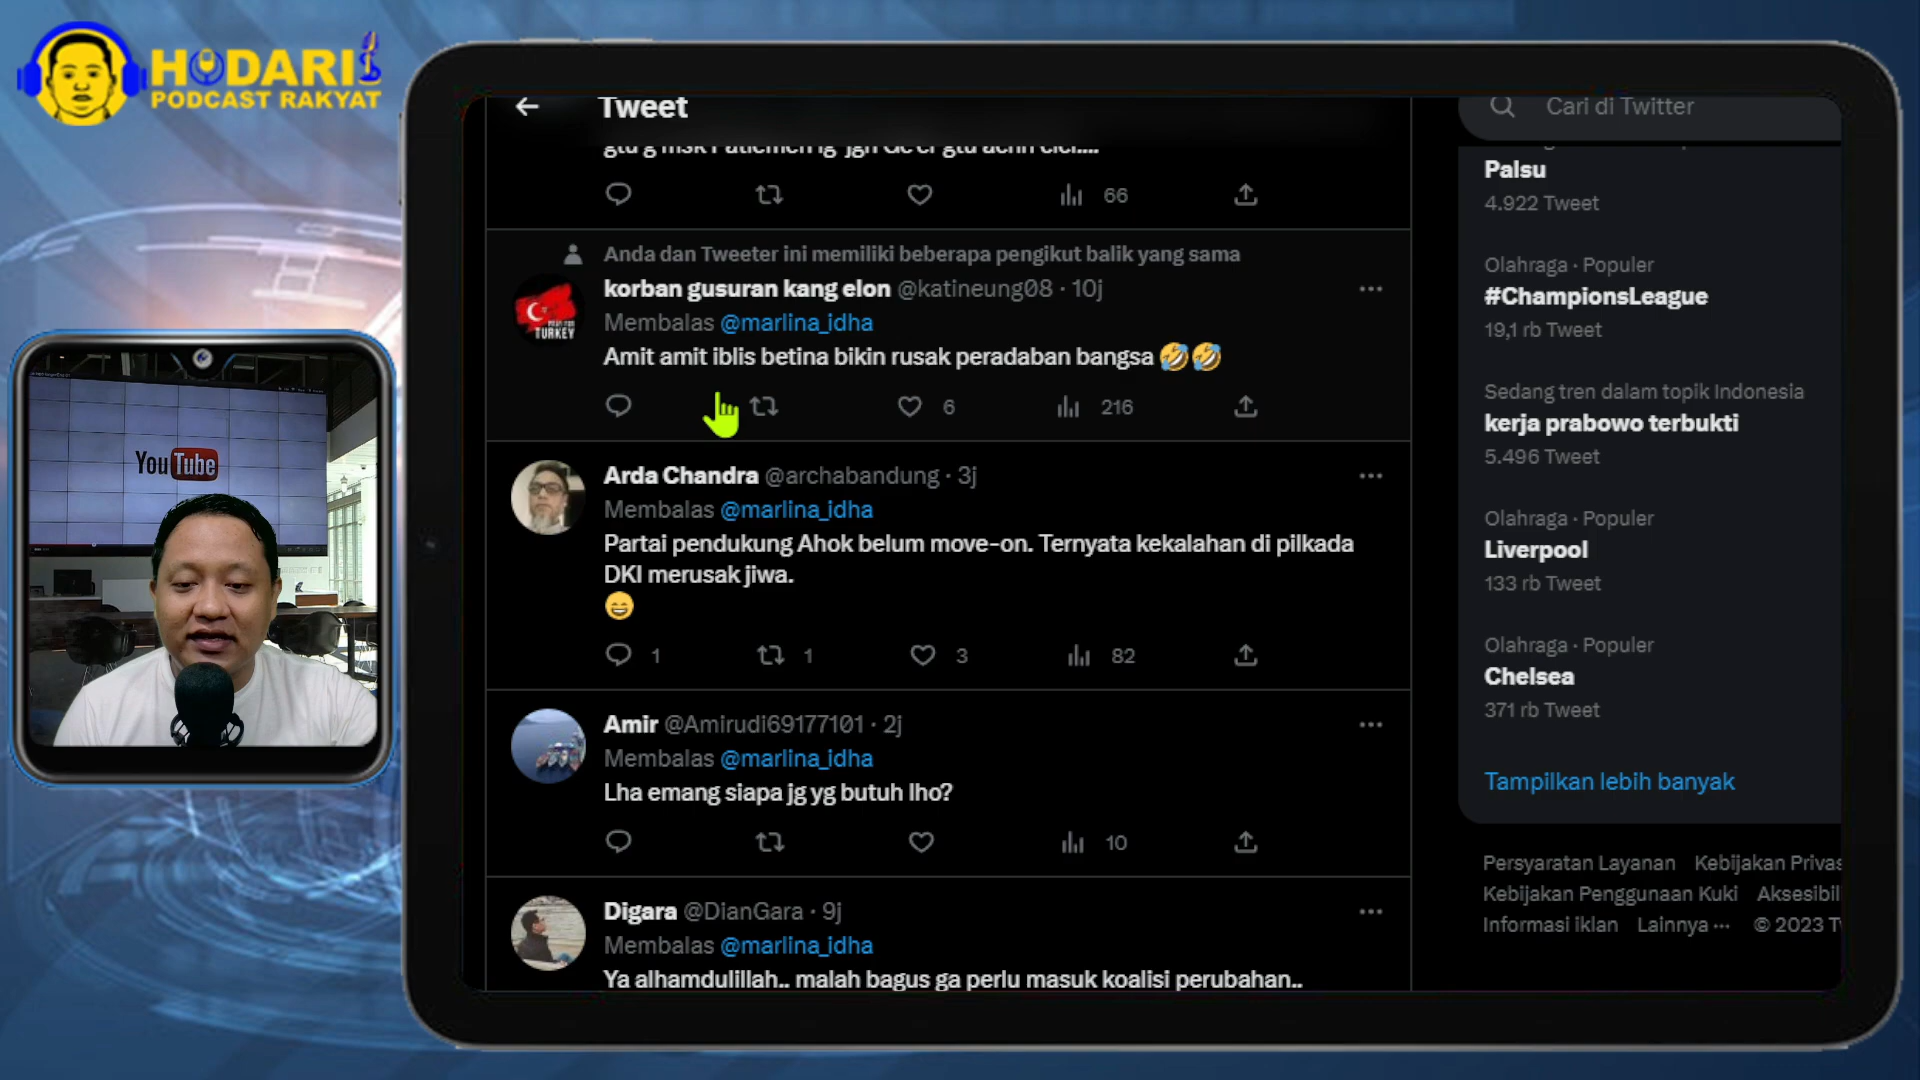 HODARI
PODCAST RAKYAT
YouTube
Tweet
Cari di Twitter
66
Anda dan Tweeter ini memiliki beberapa pengikut balik yang sama
korban gusuran kang elon @katineung08 · 10j
Membalas @marlina_idha
Amit amit iblis betina bikin rusak peradaban bangsa 🤣🤣
6 216
TURKEY
Arda Chandra @archabandung · 3j
Membalas @marlina_idha
Partai pendukung Ahok belum move-on. Ternyata kekalahan di pilkada
DKI merusak jiwa.
😄
1 1 3 82
Amir @Amirudi69177101 · 2j
Membalas @marlina_idha
Lha emang siapa jg yg butuh lho?
10
Digara @DianGara · 9j
Membalas @marlina_idha
Ya alhamdulillah.. malah bagus ga perlu masuk koalisi perubahan..
Palsu
4.922 Tweet
Olahraga · Populer
#ChampionsLeague
19,1 rb Tweet
Sedang tren dalam topik Indonesia
kerja prabowo terbukti
5.496 Tweet
Olahraga · Populer
Liverpool
133 rb Tweet
Olahraga · Populer
Chelsea
371 rb Tweet
Tampilkan lebih banyak
Persyaratan Layanan Kebijakan Privas
Kebijakan Penggunaan Kuki Aksesibil
Informasi iklan Lainnya ··· © 2023 Tw